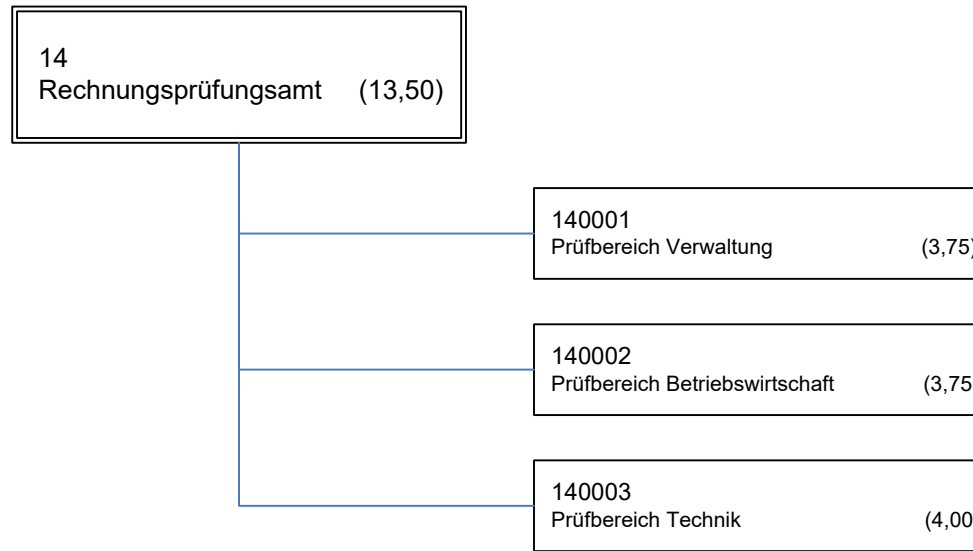 14
Rechnungsprüfungsamt (13,50)
140001
Prüfbereich Verwaltung (3,75)
140002
Prüfbereich Betriebswirtschaft (3,75
140003
Prüfbereich Technik (4,00